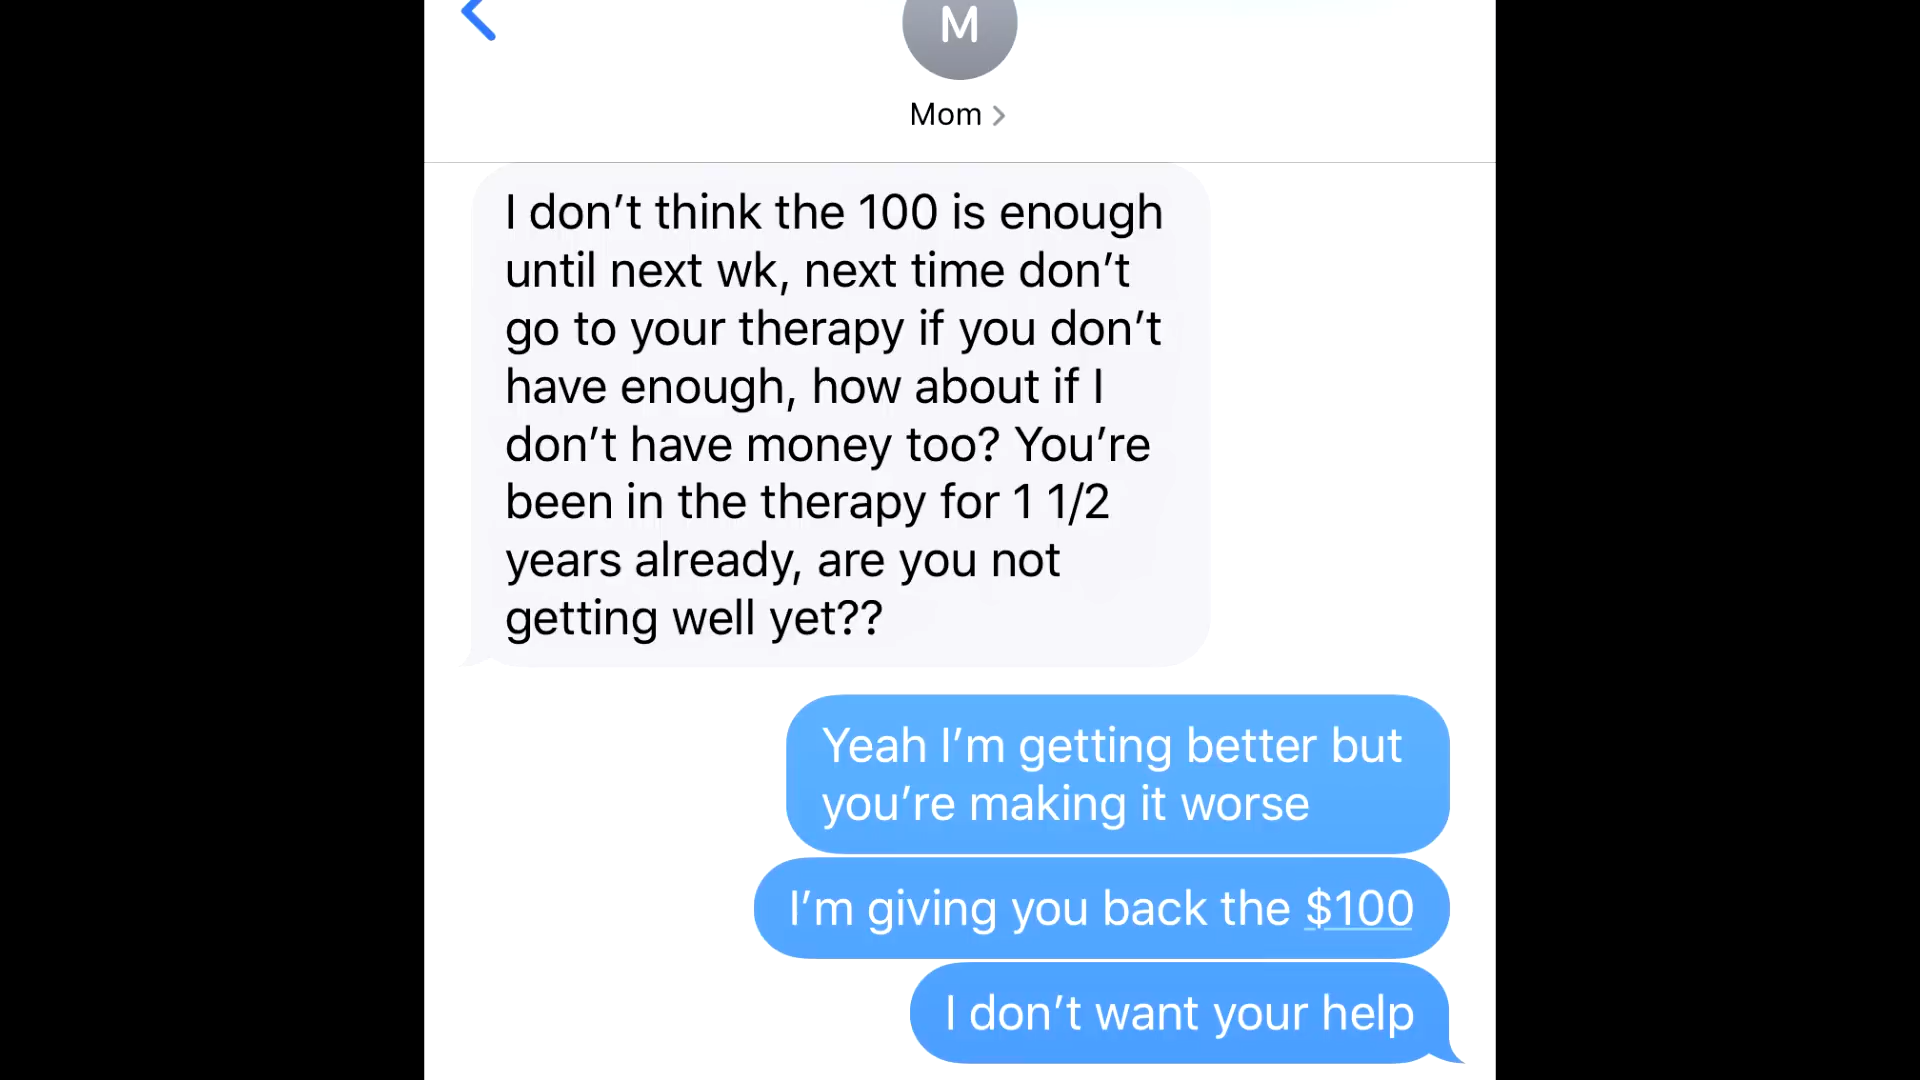 M
Mom
I don’t think the 100 is enough
until next wk, next time don’t
go to your therapy if you don’t
have enough, how about if I
don’t have money too? You’re
been in the therapy for 1 1/2
years already, are you not
getting well yet??
Yeah I’m getting better but
you’re making it worse
I’m giving you back the $100
I don’t want your help